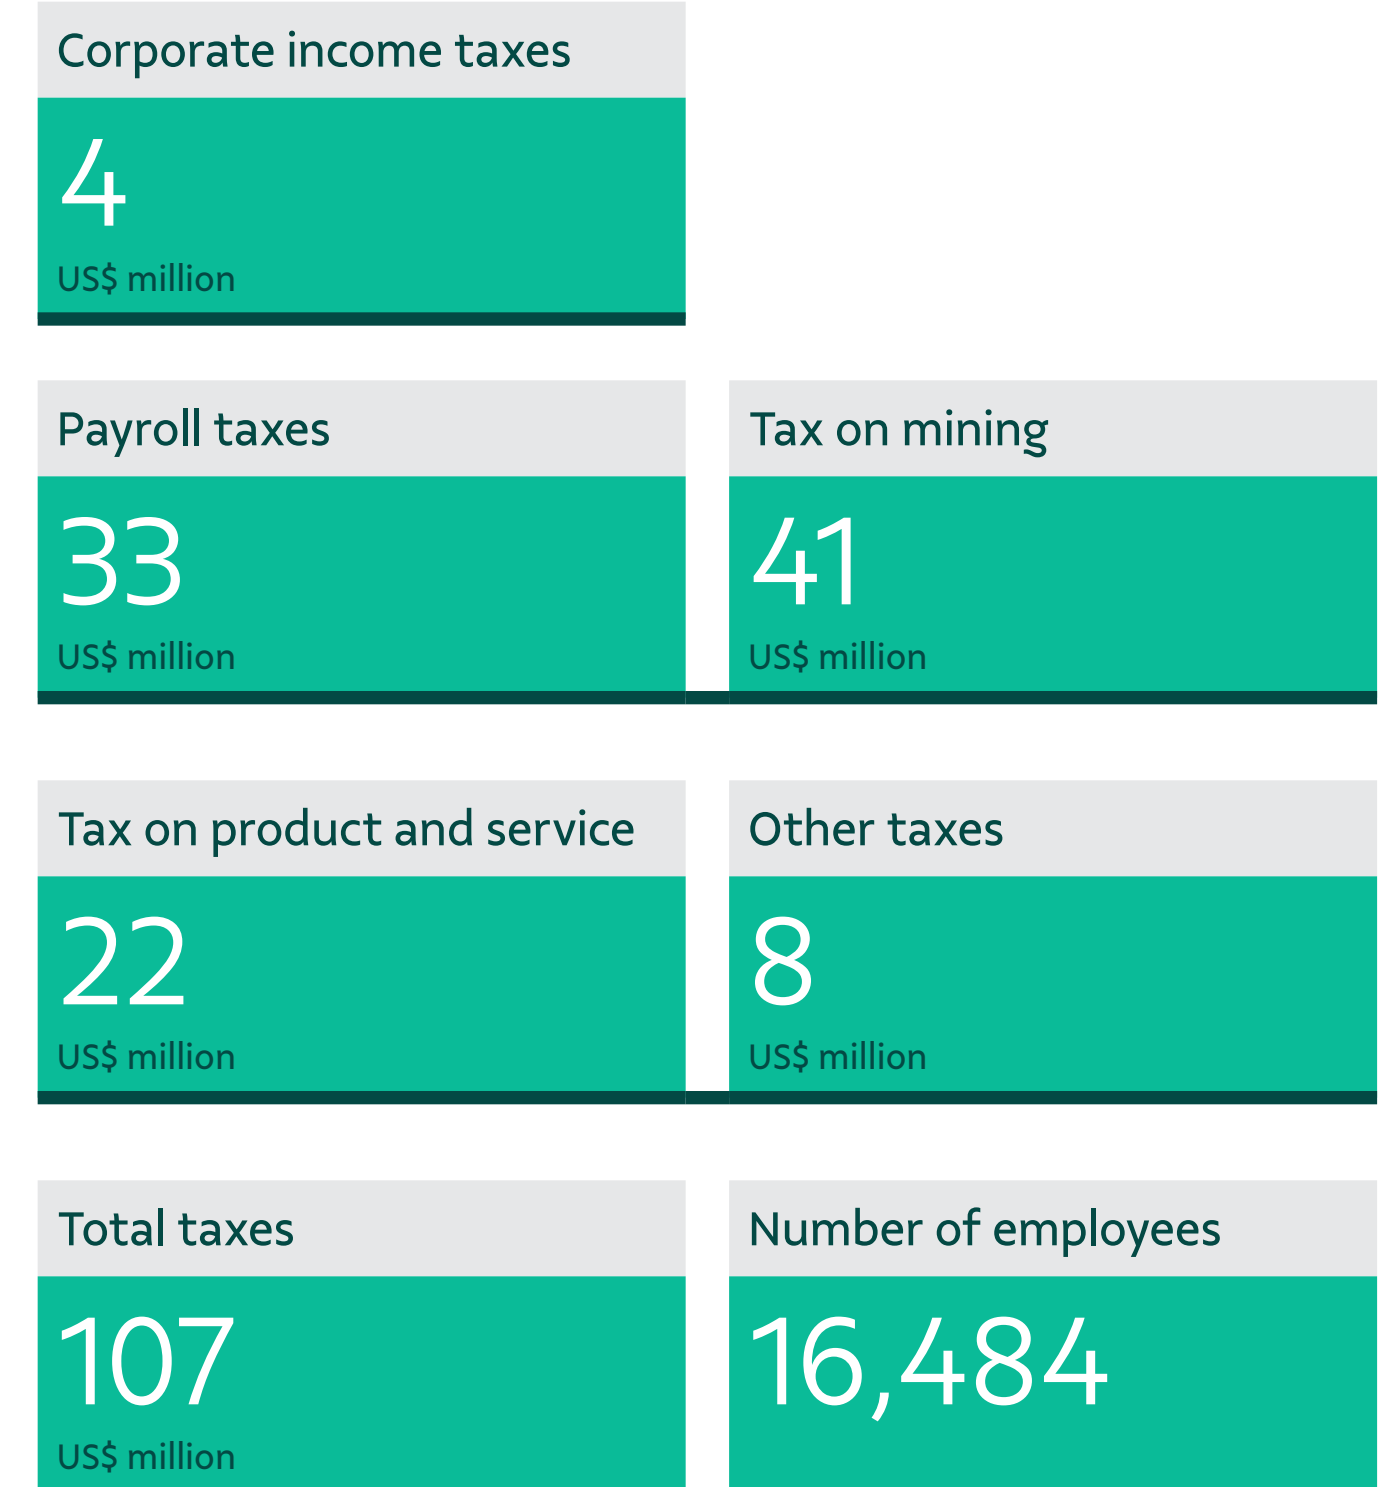 Corporate income taxes
4
US$ million
Payroll taxes
33
US$ million
Tax on mining
41
US$ million
Tax on product and service
22
US$ million
Other taxes
8
US$ million
Total taxes
107
US$ million
Number of employees
16,484